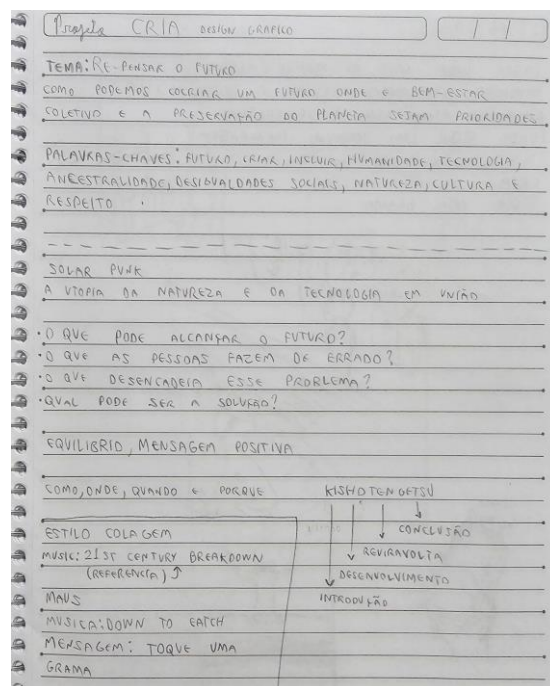 Projeto CRIA DESIGN GRAFICO
/ /
TEMA: RE-PENSAR O FUTURO
COMO PODEMOS COCRIAR UM FUTURO ONDE O BEM-ESTAR
COLETIVO E A PRESERVAÇÃO DO PLANETA SEJAM PRIORIDADES
PALAVRAS-CHAVES: FUTURO, CRIAR, INCLUIR, HUMANIDADE, TECNOLOGIA,
ANCESTRALIDADE, DESIGUALDADES SOCIAIS, NATUREZA, CULTURA E
RESPEITO.
SOLAR PUNK
A UTOPIA DA NATUREZA E DA TECNOLOGIA EM UNIÃO
• O QUE PODE ALCANÇAR O FUTURO?
• O QUE AS PESSOAS FAZEM DE ERRADO?
• O QUE DESENCADEIA ESSE PROBLEMA?
• QUAL PODE SER A SOLUÇÃO?
EQUILIBRIO, MENSAGEM POSITIVA
COMO, ONDE, QUANDO E PORQUE
KISHOTENGETSU
CONCLUSÃO
REVIRAVOLTA
DESENVOLVIMENTO
INTRODUÇÃO
ESTILO COLAGEM
MUSIC: 21ST CENTURY BREAKDOWN
(REFERENCIA)
MAUS
MUSICA: DOWN TO EARTH
MENSAGEM: TOQUE UMA
GRAMA